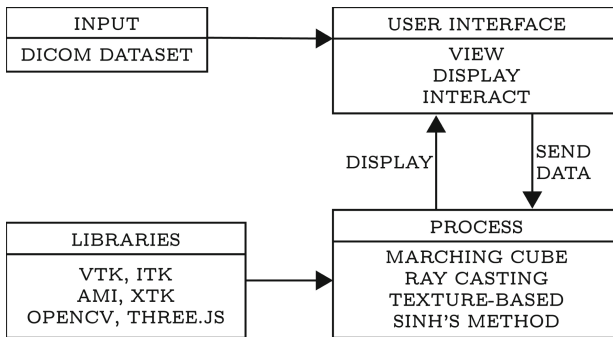 INPUT
DICOM DATASET
USER INTERFACE
VIEW
DISPLAY
INTERACT
DISPLAY
SEND
DATA
LIBRARIES
VTK, ITK
AMI, XTK
OPENCV, THREE.JS
PROCESS
MARCHING CUBE
RAY CASTING
TEXTURE-BASED
SINH'S METHOD